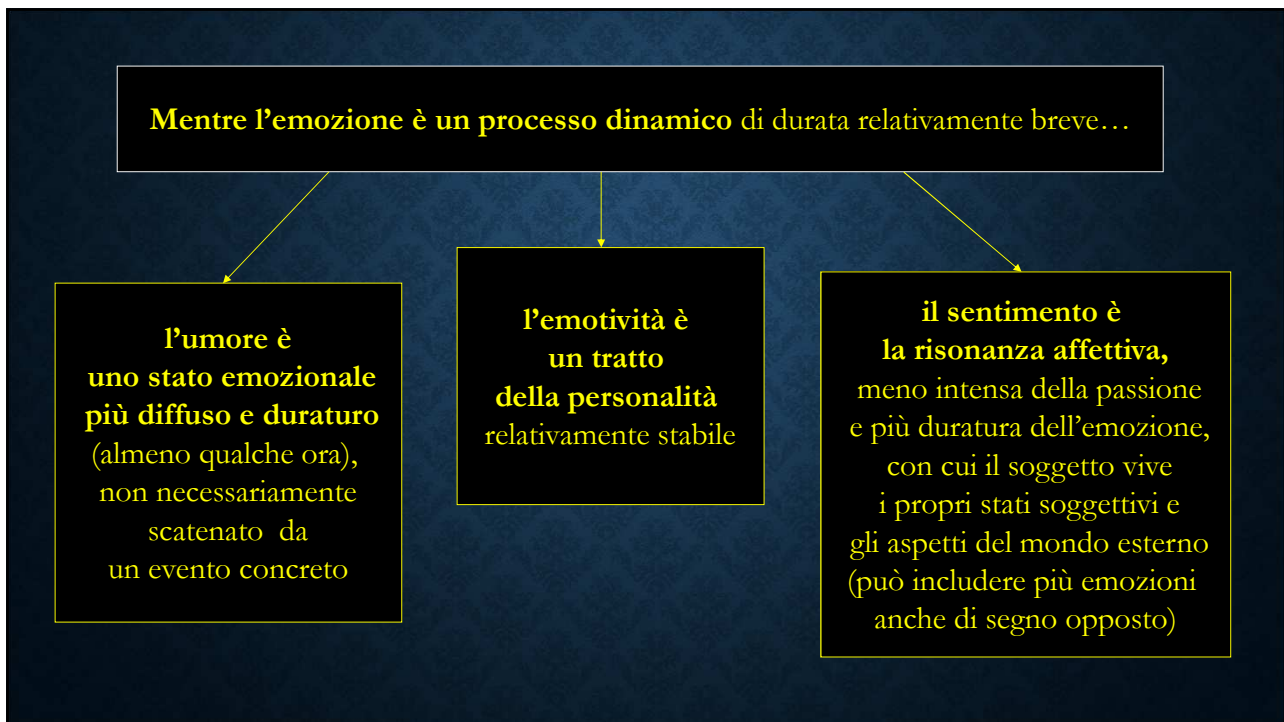 Mentre l’emozione è un processo dinamico di durata relativamente breve…
l’umore è
uno stato emozionale
più diffuso e duraturo
(almeno qualche ora),
non necessariamente
scatenato da
un evento concreto
l’emotività è
un tratto
della personalità
relativamente stabile
il sentimento è
la risonanza affettiva,
meno intensa della passione
e più duratura dell’emozione,
con cui il soggetto vive
i propri stati soggettivi e
gli aspetti del mondo esterno
(può includere più emozioni
anche di segno opposto)